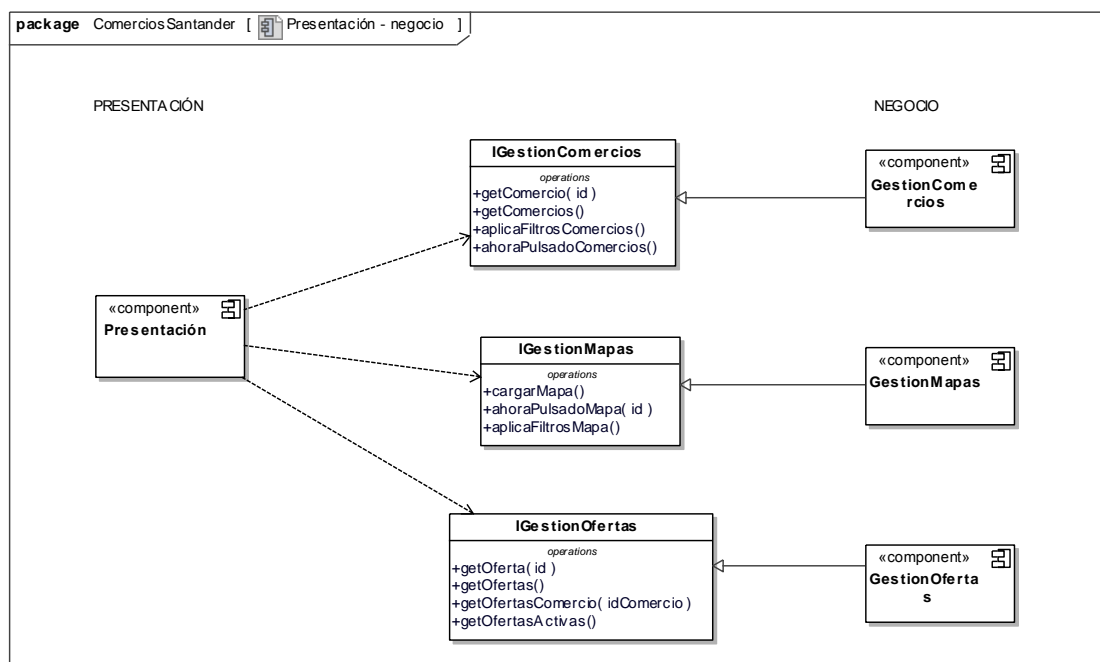 package ComerciosSantander [ Presentación - negocio ]
PRESENTACIÓN
NEGOCIO
IGestionComercios
operations
+getComercio( id )
+getComercios()
+aplicaFiltrosComercios()
+ahoraPulsadoComercios()
«component»
GestionCome
rcios
«component»
Presentación
IGestionMapas
operations
+cargarMapa()
+ahoraPulsadoMapa( id )
+aplicaFiltrosMapa()
«component»
GestionMapas
IGestionOfertas
operations
+getOferta( id )
+getOfertas()
+getOfertasComercio( idComercio )
+getOfertasActivas()
«component»
GestionOferta
s